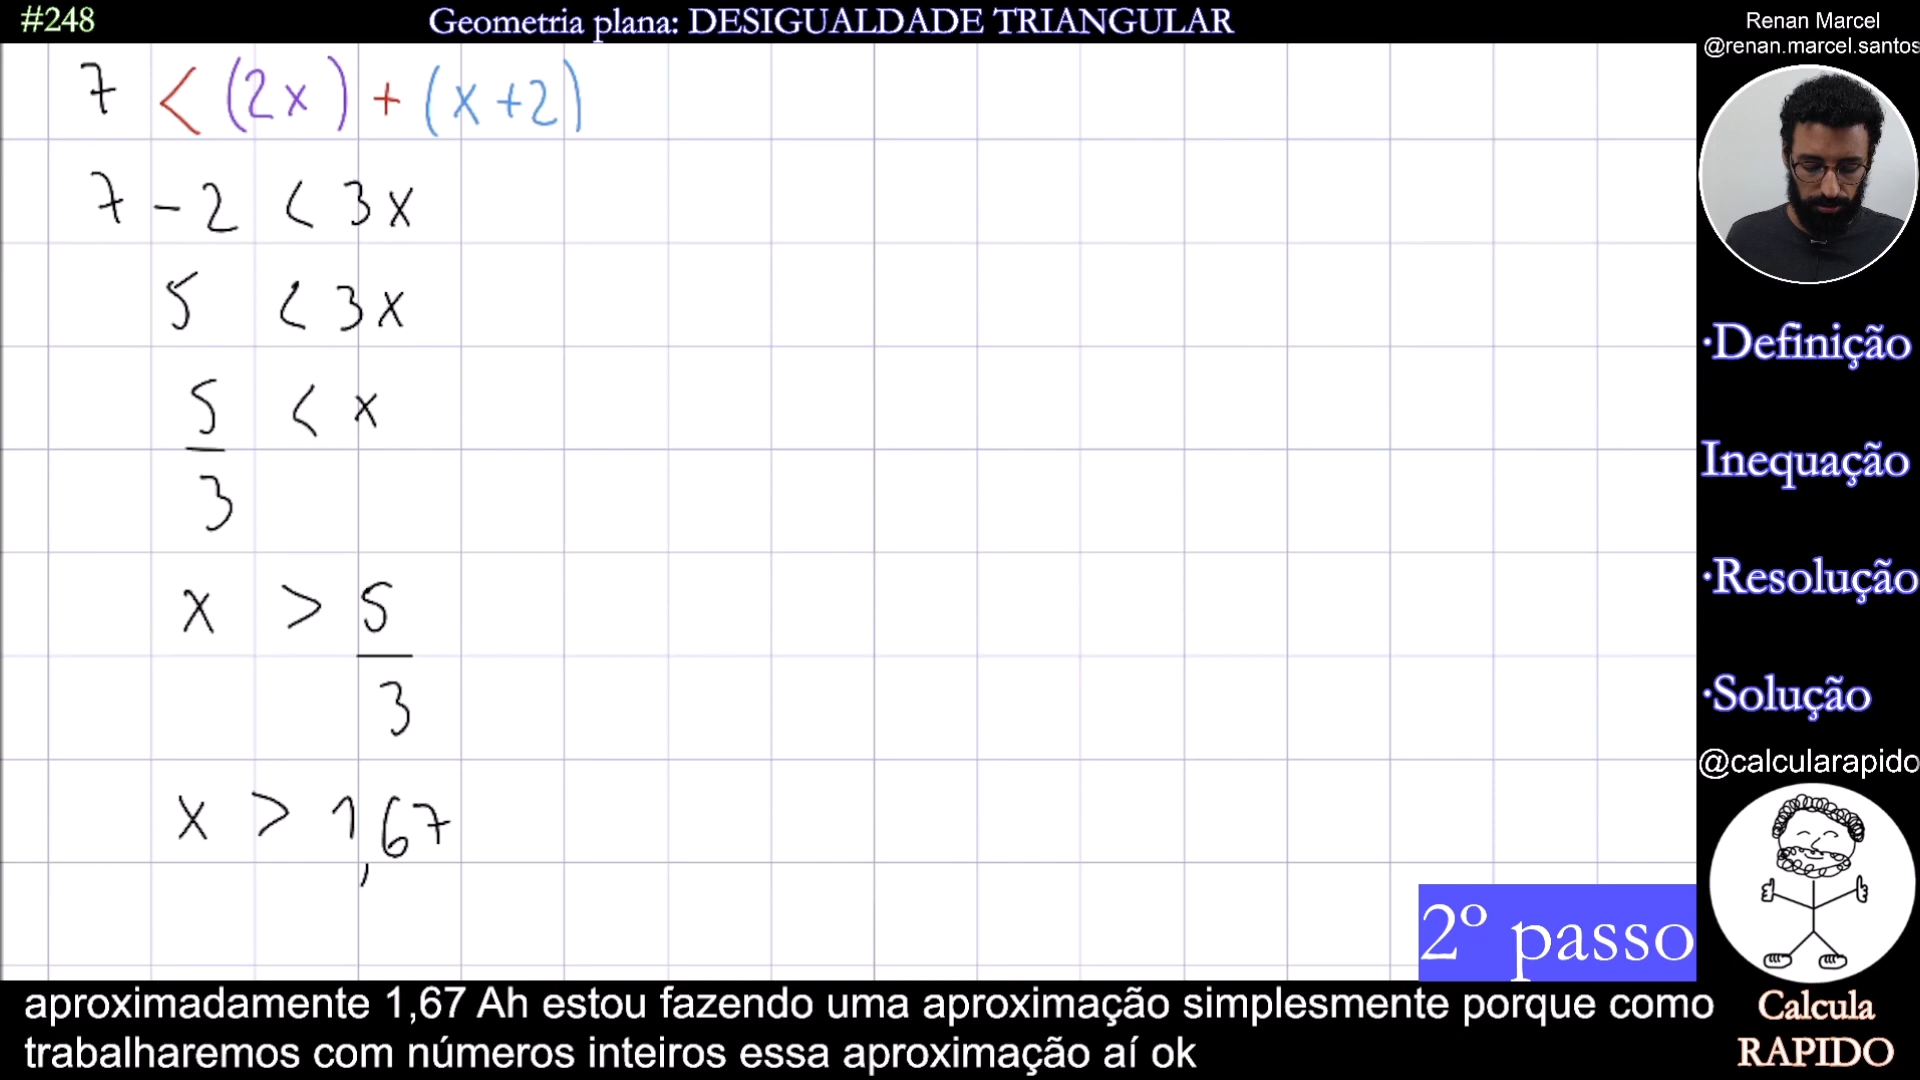 #248
Geometria plana: DESIGUALDADE TRIANGULAR
Renan Marcel
@renan.marcel.santos
7 < (2x) + (x+2)
7 - 2 < 3x
5 < 3x
5/3 < x
x > 5/3
x > 1,67
·Definição
Inequação
·Resolução
·Solução
@calcularapido
2º passo
aproximadamente 1,67 Ah estou fazendo uma aproximação simplesmente porque como
trabalharemos com números inteiros essa aproximação aí ok
Calcula
RAPIDO